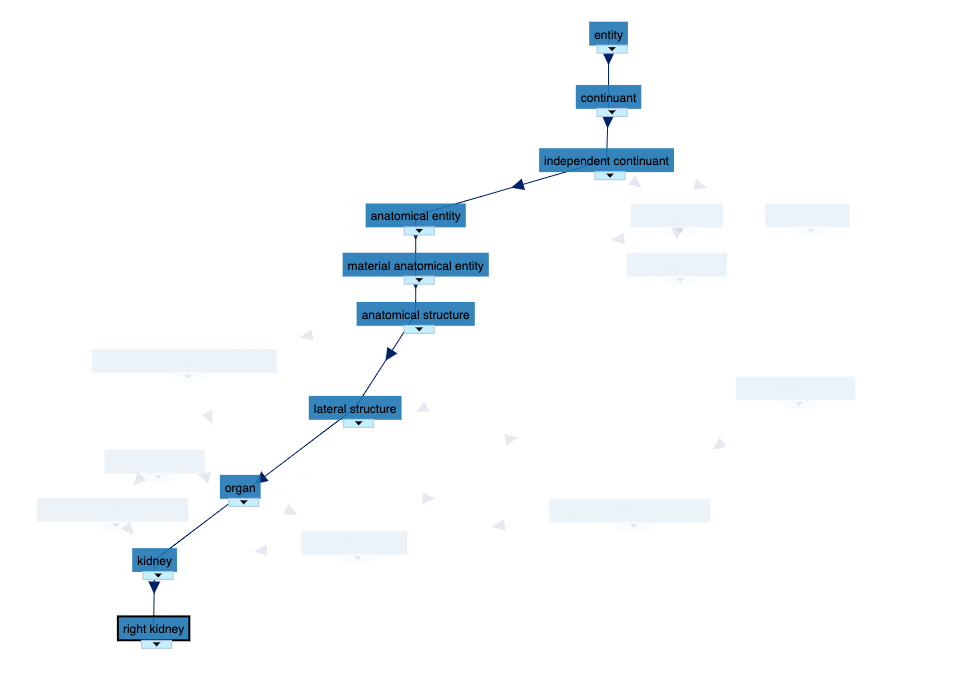 entity
continuant
independent continuant
anatomical entity
material anatomical entity
anatomical structure
lateral structure
organ
kidney
right kidney